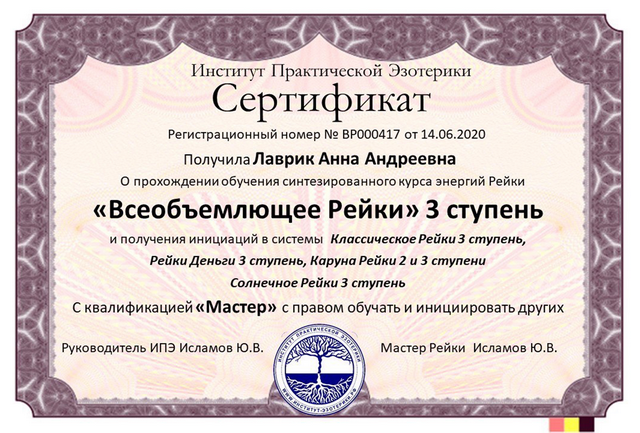 Институт Практической Эзотерики
Сертификат
Регистрационный номер № ВР000417 от 14.06.2020
Получила Лаврик Анна Андреевна
О прохождении обучения синтезированного курса энергий Рейки
«Всеобъемлющее Рейки» 3 ступень
и получения инициаций в системы Классическое Рейки 3 ступень,
Рейки Деньги 3 ступень, Каруна Рейки 2 и 3 ступени
Солнечное Рейки 3 ступень
С квалификацией «Мастер» с правом обучать и инициировать других
Руководитель ИПЭ Исламов Ю.В.
Мастер Рейки Исламов Ю.В.
ИНСТИТУТ ПРАКТИЧЕСКОЙ ЭЗОТЕРИКИ
WWW.ИНСТИТУТ-ЭЗОТЕРИКИ.РФ